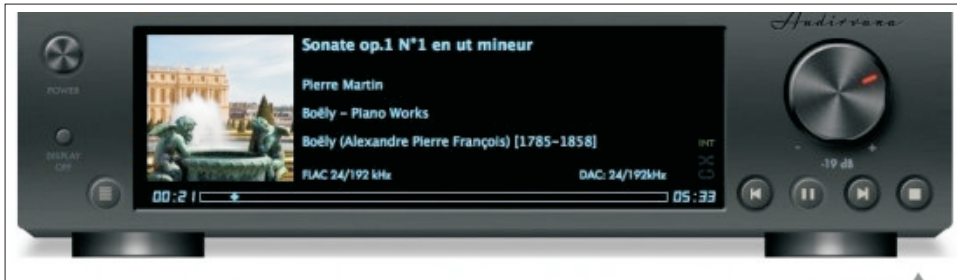 Audirvana
POWER
DISPLAY
OFF
Sonate op.1 N°1 en ut mineur
Pierre Martin
Boëly – Piano Works
Boëly (Alexandre Pierre François) [1785–1858]
INT
FLAC 24/192 kHz
DAC: 24/192kHz
00:21
05:33
- +
-19 dB